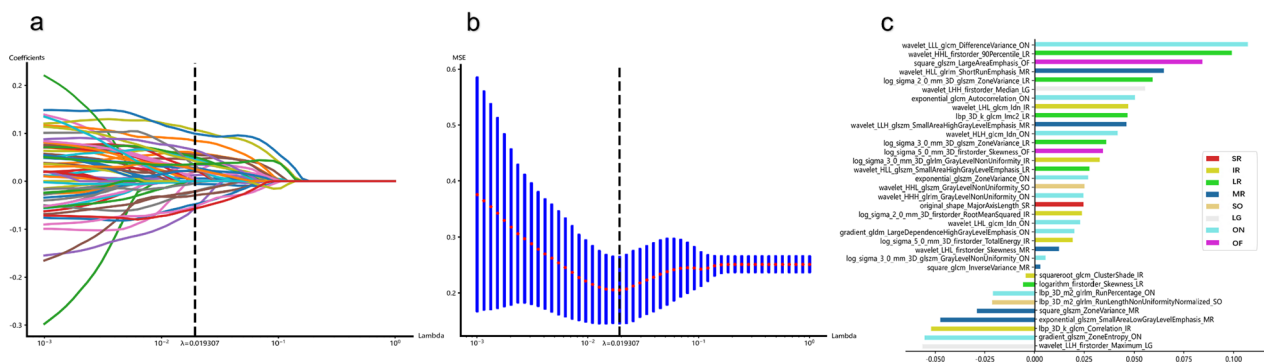 a
Coefficients
0.2
0.1
0.0
-0.1
-0.2
-0.3
10⁻³
10⁻²
λ=0.019307
10⁻¹
10⁰
Lambda
b
MSE
0.6
0.5
0.4
0.3
0.2
10⁻³
10⁻²
λ=0.019307
10⁻¹
10⁰
Lambda
c
wavelet_LLL_glcm_DifferenceVariance_ON
wavelet_HHL_firstorder_90Percentile_LR
square_glszm_LargeAreaEmphasis_OF
wavelet_HLL_glrlm_ShortRunEmphasis_MR
log_sigma_2_0_mm_3D_glszm_ZoneVariance_LR
wavelet_LHH_firstorder_Median_LG
exponential_glcm_Autocorrelation_ON
wavelet_LHL_glcm_Idn_IR
lbp_3D_k_glcm_Imc2_LR
wavelet_LLH_glszm_SmallAreaHighGrayLevelEmphasis_MR
wavelet_HLH_glcm_Idn_ON
log_sigma_3_0_mm_3D_glszm_ZoneVariance_LR
log_sigma_5_0_mm_3D_firstorder_Skewness_OF
log_sigma_3_0_mm_3D_glrlm_GrayLevelNonUniformity_IR
wavelet_HLL_glszm_SmallAreaHighGrayLevelEmphasis_LR
exponential_glszm_ZoneVariance_ON
wavelet_HHL_glszm_GrayLevelNonUniformity_SO
wavelet_HHH_glrlm_GrayLevelNonUniformity_ON
original_shape_MajorAxisLength_SR
log_sigma_2_0_mm_3D_firstorder_RootMeanSquared_IR
wavelet_LHL_glcm_Idn_ON
gradient_gldm_LargeDependenceHighGrayLevelEmphasis_ON
log_sigma_5_0_mm_3D_firstorder_TotalEnergy_IR
wavelet_LHL_firstorder_Skewness_MR
log_sigma_3_0_mm_3D_glszm_GrayLevelNonUniformity_ON
square_glcm_InverseVariance_MR
squareroot_glcm_ClusterShade_IR
logarithm_firstorder_Skewness_LR
lbp_3D_m2_glrlm_RunPercentage_ON
lbp_3D_m2_glrlm_RunLengthNonUniformityNormalized_SO
square_glszm_ZoneVariance_MR
exponential_glszm_SmallAreaLowGrayLevelEmphasis_MR
lbp_3D_k_glcm_Correlation_IR
gradient_glszm_ZoneEntropy_ON
wavelet_LLH_firstorder_Maximum_LG
-0.050
-0.025
0.000
0.025
0.050
0.075
0.100
SR
IR
LR
MR
SO
LG
ON
OF